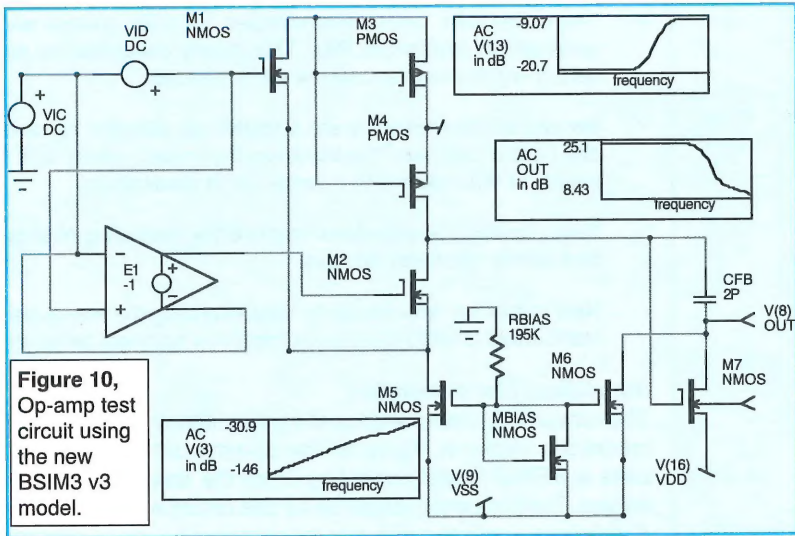 M1
NMOS
VID
DC
VIC
DC
M3
PMOS
M4
PMOS
AC
V(13)
in dB
-9.07
-20.7
frequency
AC
OUT
in dB
25.1
8.43
frequency
E1
-1
M2
NMOS
RBIAS
195K
CFB
2P
V(8)
OUT
M5
NMOS
MBIAS
NMOS
M6
NMOS
M7
NMOS
AC
V(3)
in dB
-30.9
-146
frequency
V(9)
VSS
V(16)
VDD
Figure 10,
Op-amp test
circuit using
the new
BSIM3 v3
model.